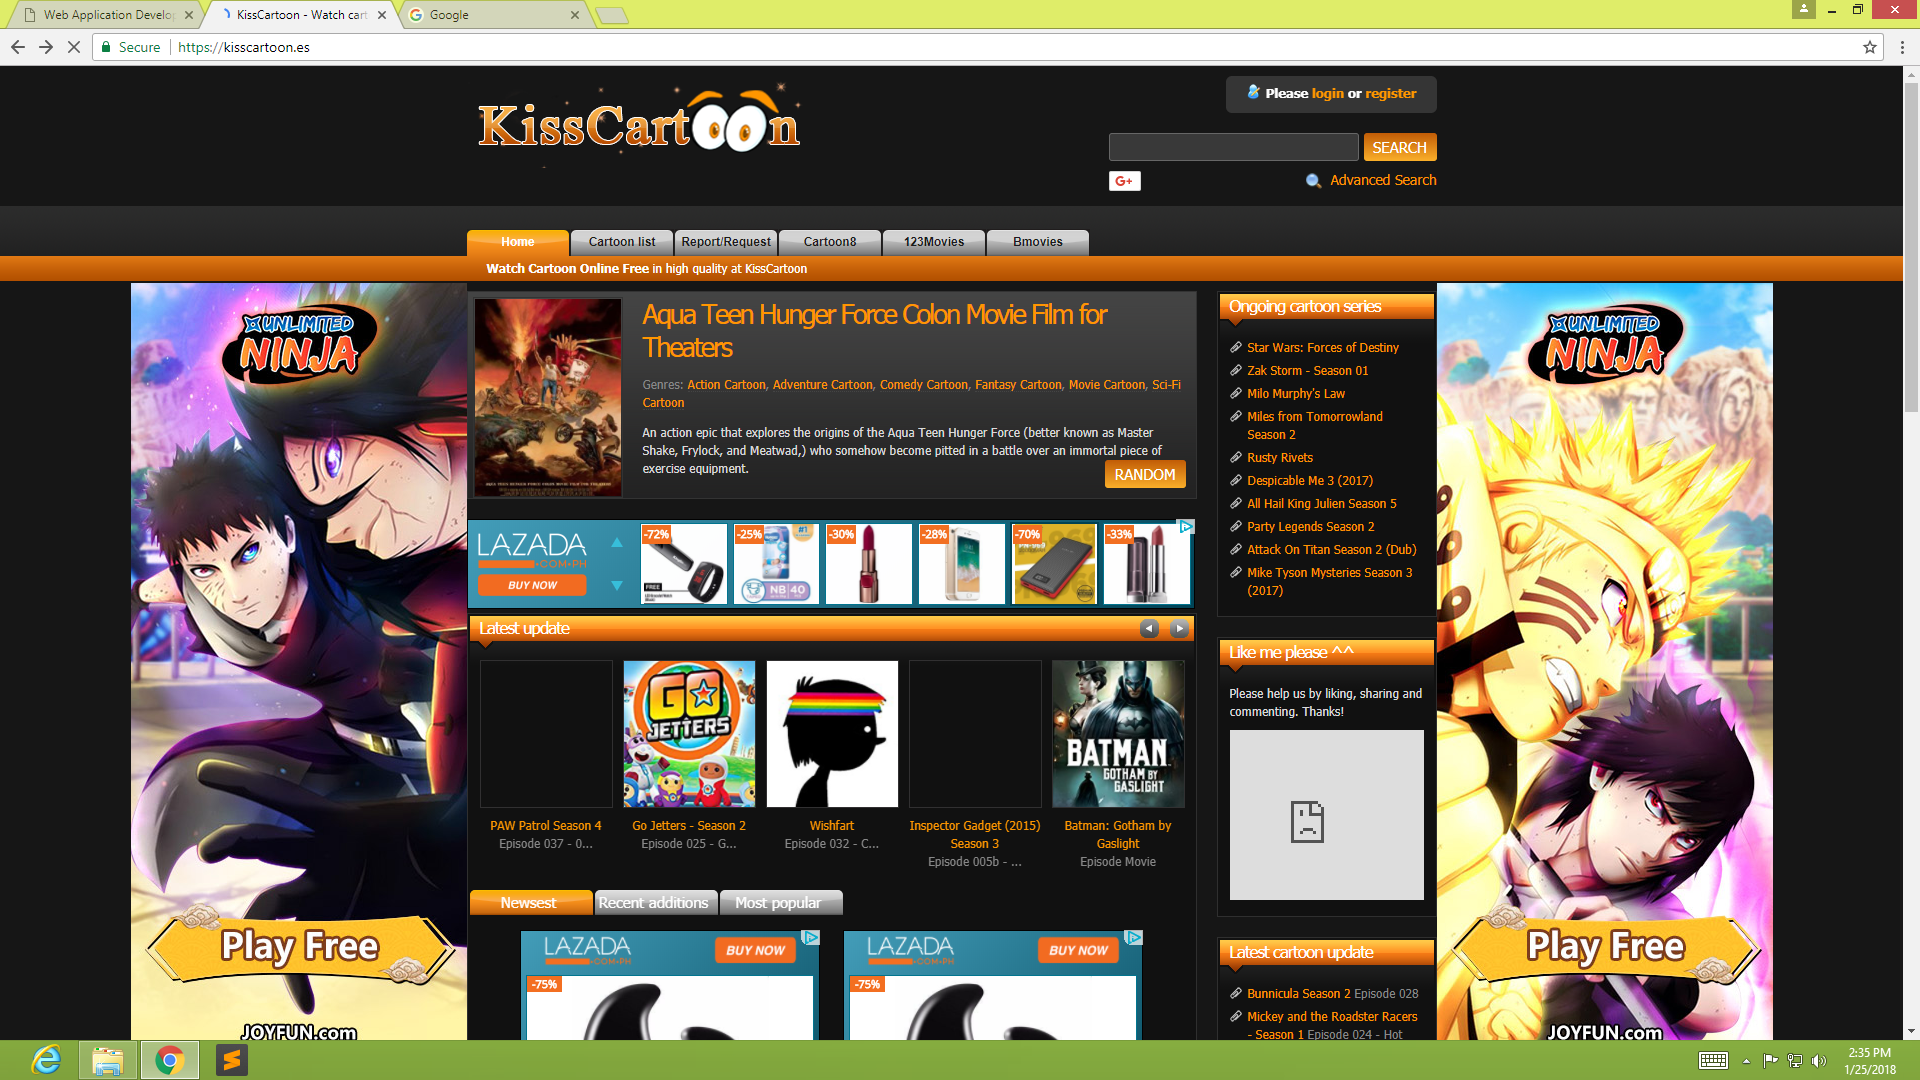 Web Application Develop
KissCartoon - Watch cart
Google
Secure
https://kisscartoon.es
KissCartoon
Please login or register
SEARCH
G+
Advanced Search
Home
Cartoon list
Report/Request
Cartoon8
123Movies
Bmovies
Watch Cartoon Online Free in high quality at KissCartoon
UNLIMITED
NINJA
Play Free
JOYFUN.com
Aqua Teen Hunger Force Colon Movie Film for
Theaters
Genres: Action Cartoon, Adventure Cartoon, Comedy Cartoon, Fantasy Cartoon, Movie Cartoon, Sci-Fi
Cartoon
An action epic that explores the origins of the Aqua Teen Hunger Force (better known as Master
Shake, Frylock, and Meatwad,) who somehow become pitted in a battle over an immortal piece of
exercise equipment.
RANDOM
AQUA TEEN HUNGER FORCE COLON MOVIE FILM FOR THEATERS
LAZADA
.COM.PH
BUY NOW
-72%
FREE
-25%
#1
NB 40
-30%
-28%
-70%
-33%
Latest update
GO
JETTERS
BATMAN
GOTHAM BY
GASLIGHT
PAW Patrol Season 4
Episode 037 - 0...
Go Jetters - Season 2
Episode 025 - G...
Wishfart
Episode 032 - C...
Inspector Gadget (2015)
Season 3
Episode 005b - ...
Batman: Gotham by
Gaslight
Episode Movie
Newsest
Recent additions
Most popular
LAZADA
.COM.PH
BUY NOW
-75%
LAZADA
.COM.PH
BUY NOW
-75%
Ongoing cartoon series
Star Wars: Forces of Destiny
Zak Storm - Season 01
Milo Murphy's Law
Miles from Tomorrowland
Season 2
Rusty Rivets
Despicable Me 3 (2017)
All Hail King Julien Season 5
Party Legends Season 2
Attack On Titan Season 2 (Dub)
Mike Tyson Mysteries Season 3
(2017)
Like me please ^^
Please help us by liking, sharing and
commenting. Thanks!
Latest cartoon update
Bunnicula Season 2 Episode 028
Mickey and the Roadster Racers
- Season 1 Episode 024 - Hot
UNLIMITED
NINJA
Play Free
JOYFUN.com
2:35 PM
1/25/2018